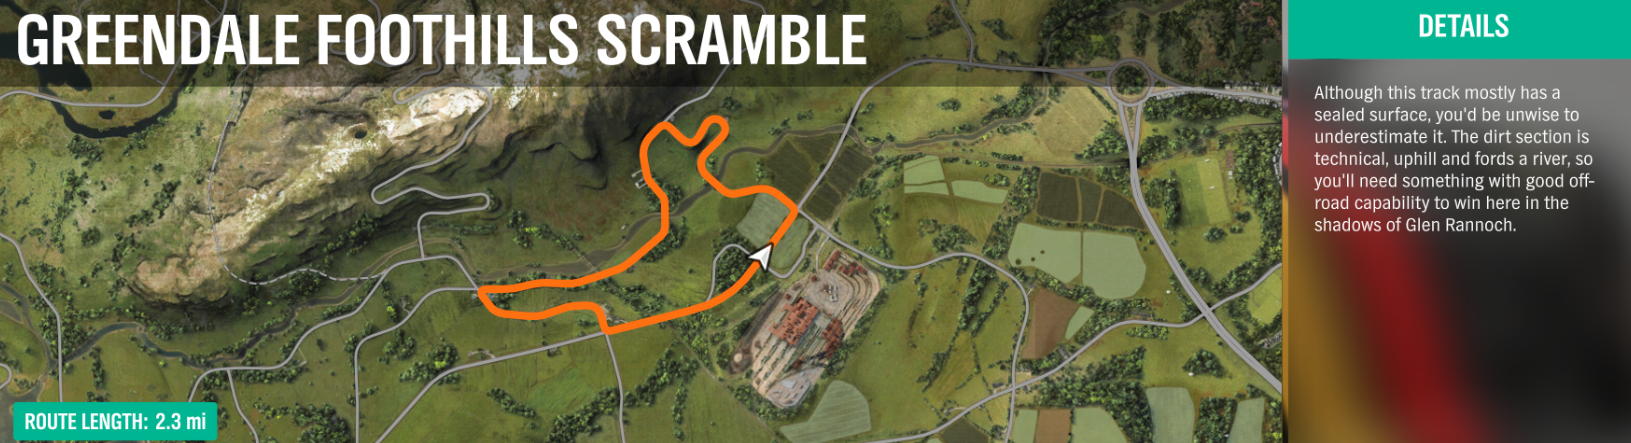 GREENDALE FOOTHILLS SCRAMBLE
DETAILS
Although this track mostly has a
sealed surface, you'd be unwise to
underestimate it. The dirt section is
technical, uphill and fords a river, so
you'll need something with good off-
road capability to win here in the
shadows of Glen Rannoch.
ROUTE LENGTH: 2.3 mi